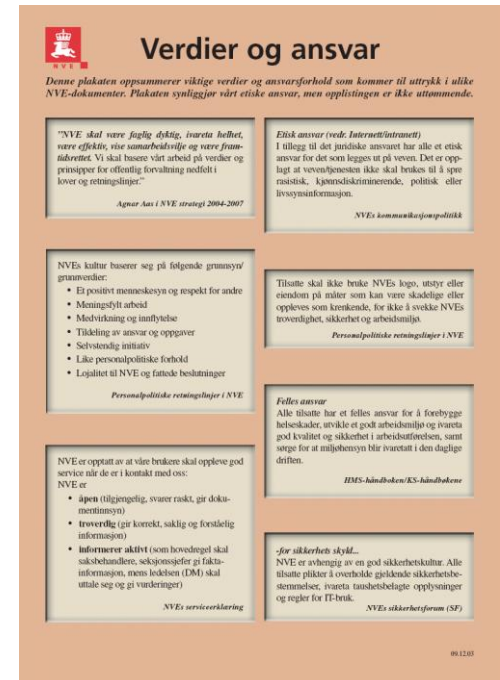 NVE
Verdier og ansvar
Denne plakaten oppsummerer viktige verdier og ansvarsforhold som kommer til uttrykk i ulike
NVE-dokumenter. Plakaten synliggjør vårt etiske ansvar, men opplistingen er ikke uttømmende.
"NVE skal være faglig dyktig, ivareta helhet,
være effektiv, vise samarbeidsvilje og være fram-
tidsrettet. Vi skal basere vårt arbeid på verdier og
prinsipper for offentlig forvaltning nedfelt i
lover og retningslinjer."
Agnar Aas i NVE strategi 2004-2007
NVEs kultur baserer seg på følgende grunnsyn/
grunnverdier:
• Et positivt menneskesyn og respekt for andre
• Meningsfylt arbeid
• Medvirkning og innflytelse
• Tildeling av ansvar og oppgaver
• Selvstendig initiativ
• Like personalpolitiske forhold
• Lojalitet til NVE og fattede beslutninger
Personalpolitiske retningslinjer i NVE
NVE er opptatt av at våre brukere skal oppleve god
service når de er i kontakt med oss:
NVE er
• åpen (tilgjengelig, svarer raskt, gir doku-
mentinnsyn)
• troverdig (gir korrekt, saklig og forståelig
informasjon)
• informerer aktivt (som hovedregel skal
saksbehandlere, seksjonssjefer gi fakta-
informasjon, mens ledelsen (DM) skal
uttale seg og gi vurderinger)
NVEs serviceerklæring
Etisk ansvar (vedr. Internett/intranett)
I tillegg til det juridiske ansvaret har alle et etisk
ansvar for det som legges ut på veven. Det er opp-
lagt at veven/tjenesten ikke skal brukes til å spre
rasistisk, kjønnsdiskriminerende, politisk eller
livssynsinformasjon.
NVEs kommunikasjonspolitikk
Tilsatte skal ikke bruke NVEs logo, utstyr eller
eiendom på måter som kan være skadelige eller
oppleves som krenkende, for ikke å svekke NVEs
troverdighet, sikkerhet og arbeidsmiljø.
Personalpolitiske retningslinjer i NVE
Felles ansvar
Alle tilsatte har et felles ansvar for å forebygge
helseskader, utvikle et godt arbeidsmiljø og ivareta
god kvalitet og sikkerhet i arbeidsutførelsen, samt
sørge for at miljøhensyn blir ivaretatt i den daglige
driften.
HMS-håndboken/KS-håndbøkene
-for sikkerhets skyld...
NVE er avhengig av en god sikkerhetskultur. Alle
tilsatte plikter å overholde gjeldende sikkerhetsbe-
stemmelser, ivareta taushetsbelagte opplysninger
og regler for IT-bruk.
NVEs sikkerhetsforum (SF)
09.12.03